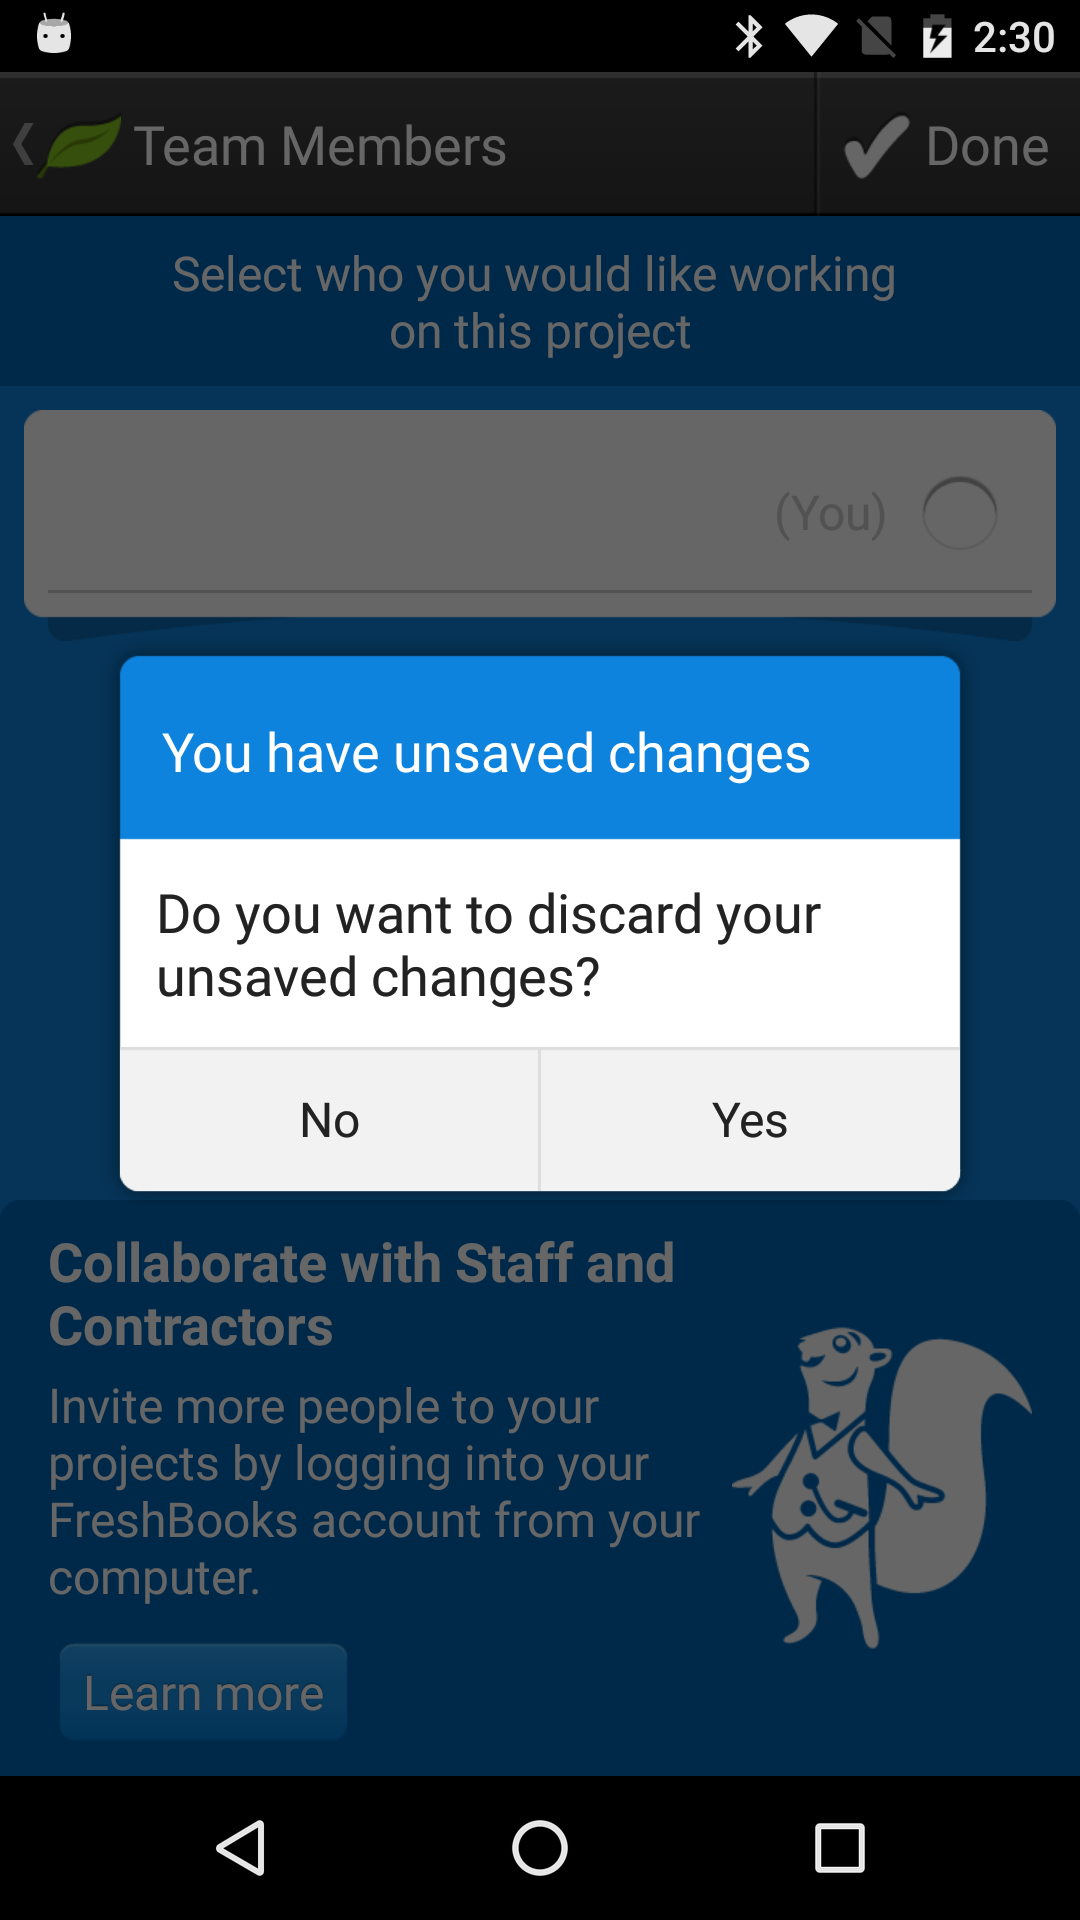 2:30
Team Members
Done
Select who you would like working
on this project
(You)
You have unsaved changes
Do you want to discard your
unsaved changes?
No
Yes
Collaborate with Staff and
Contractors
Invite more people to your
projects by logging into your
FreshBooks account from your
computer.
Learn more